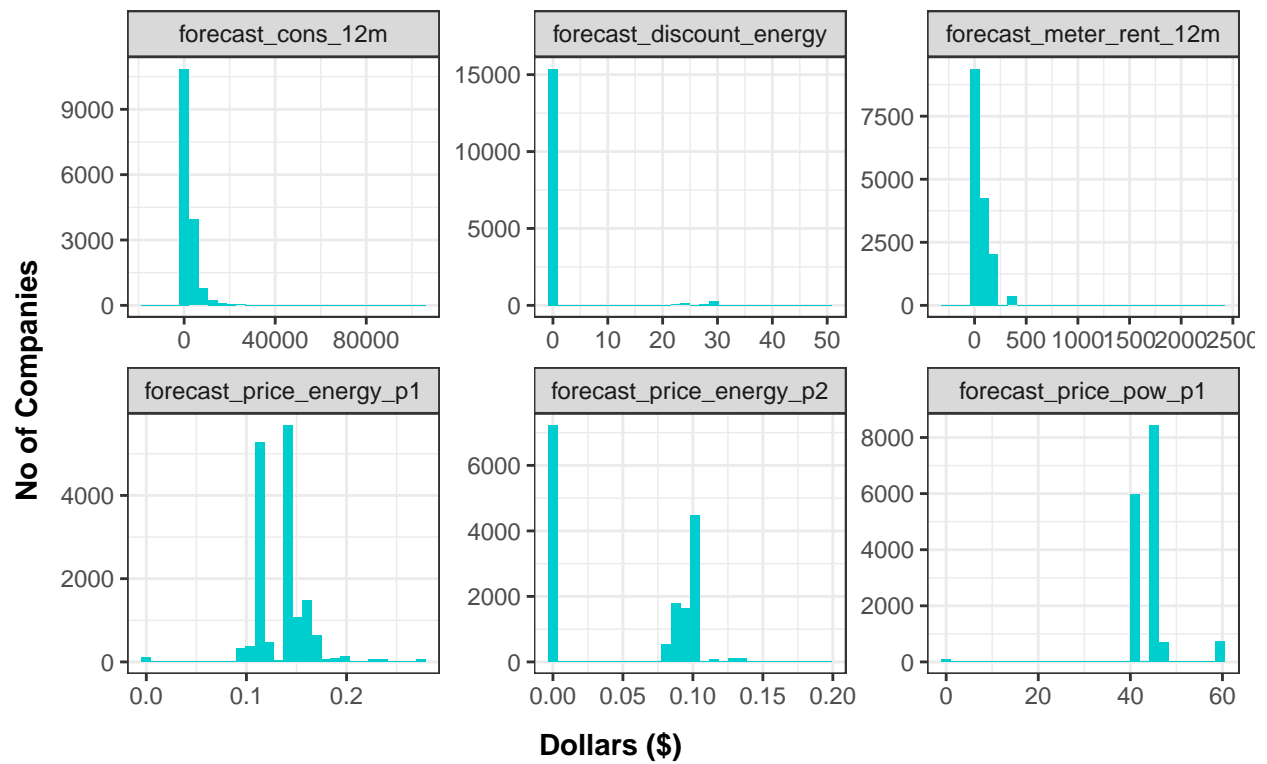 forecast_cons_12m
forecast_discount_energy
forecast_meter_rent_12m
9000
6000
3000
0
15000
10000
5000
0
7500
5000
2500
0
0 40000 80000
0 10 20 30 40 50
0 500 1000 1500 2000 2500
forecast_price_energy_p1
forecast_price_energy_p2
forecast_price_pow_p1
4000
2000
0
6000
4000
2000
0
8000
6000
4000
2000
0
0.0 0.1 0.2
0.00 0.05 0.10 0.15 0.20
0 20 40 60
No of Companies
Dollars ($)